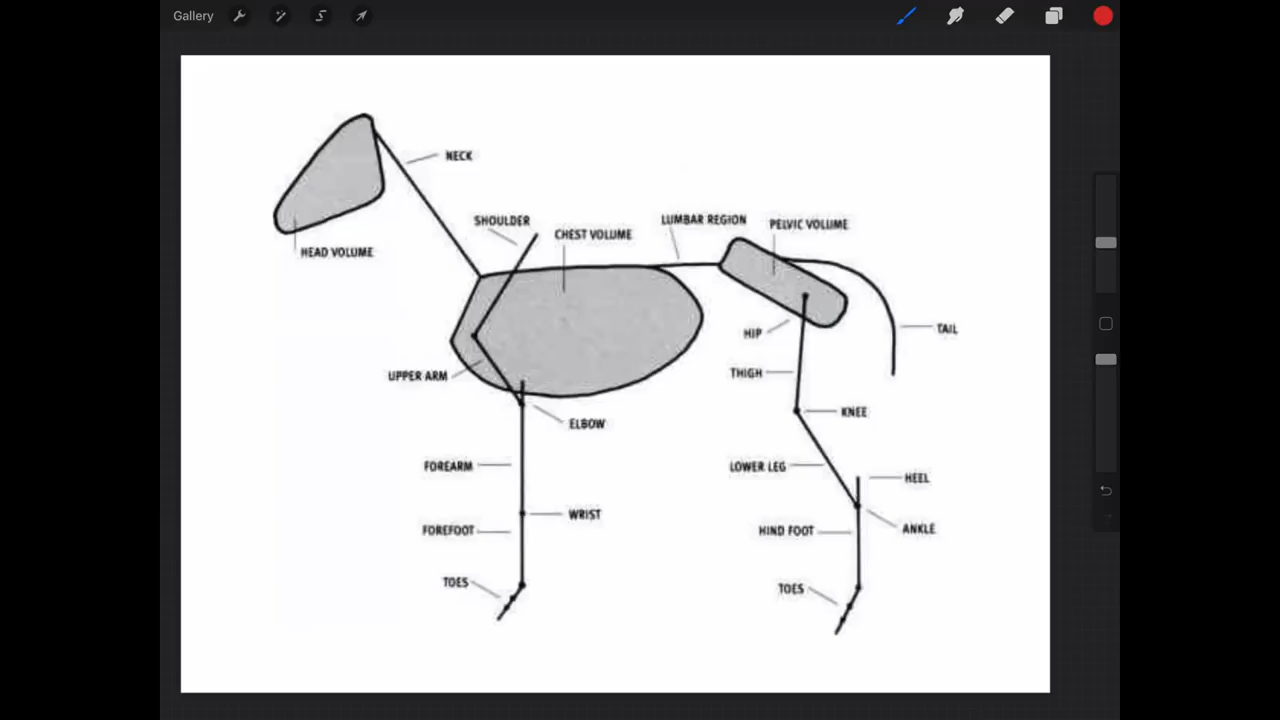 Gallery
NECK
SHOULDER
CHEST VOLUME
LUMBAR REGION
PELVIC VOLUME
HEAD VOLUME
HIP
TAIL
UPPER ARM
THIGH
ELBOW
KNEE
FOREARM
LOWER LEG
HEEL
WRIST
FOREFOOT
HIND FOOT
ANKLE
TOES
TOES